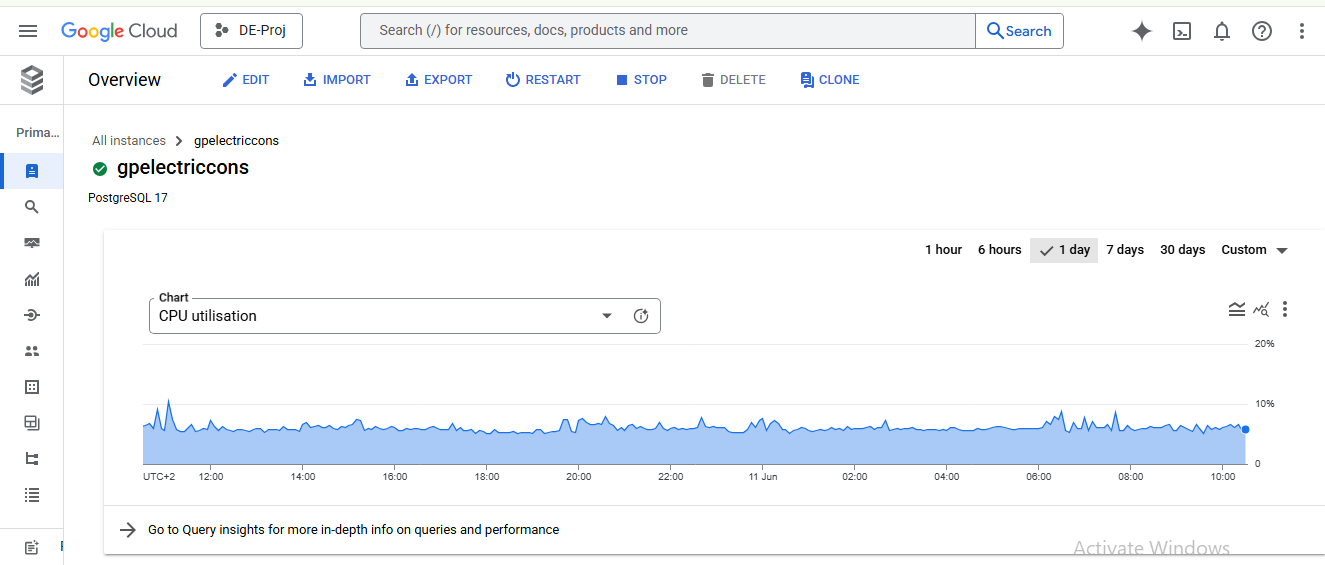 Google Cloud
DE-Proj
Search (/) for resources, docs, products and more
Search
Overview
EDIT
IMPORT
EXPORT
RESTART
STOP
DELETE
CLONE
Prima...
All instances > gpelectriccons
gpelectriccons
PostgreSQL 17
1 hour
6 hours
1 day
7 days
30 days
Custom
Chart
CPU utilisation
20%
10%
0
UTC+2
12:00
14:00
16:00
18:00
20:00
22:00
11 Jun
02:00
04:00
06:00
08:00
10:00
Go to Query insights for more in-depth info on queries and performance
Activate Windows